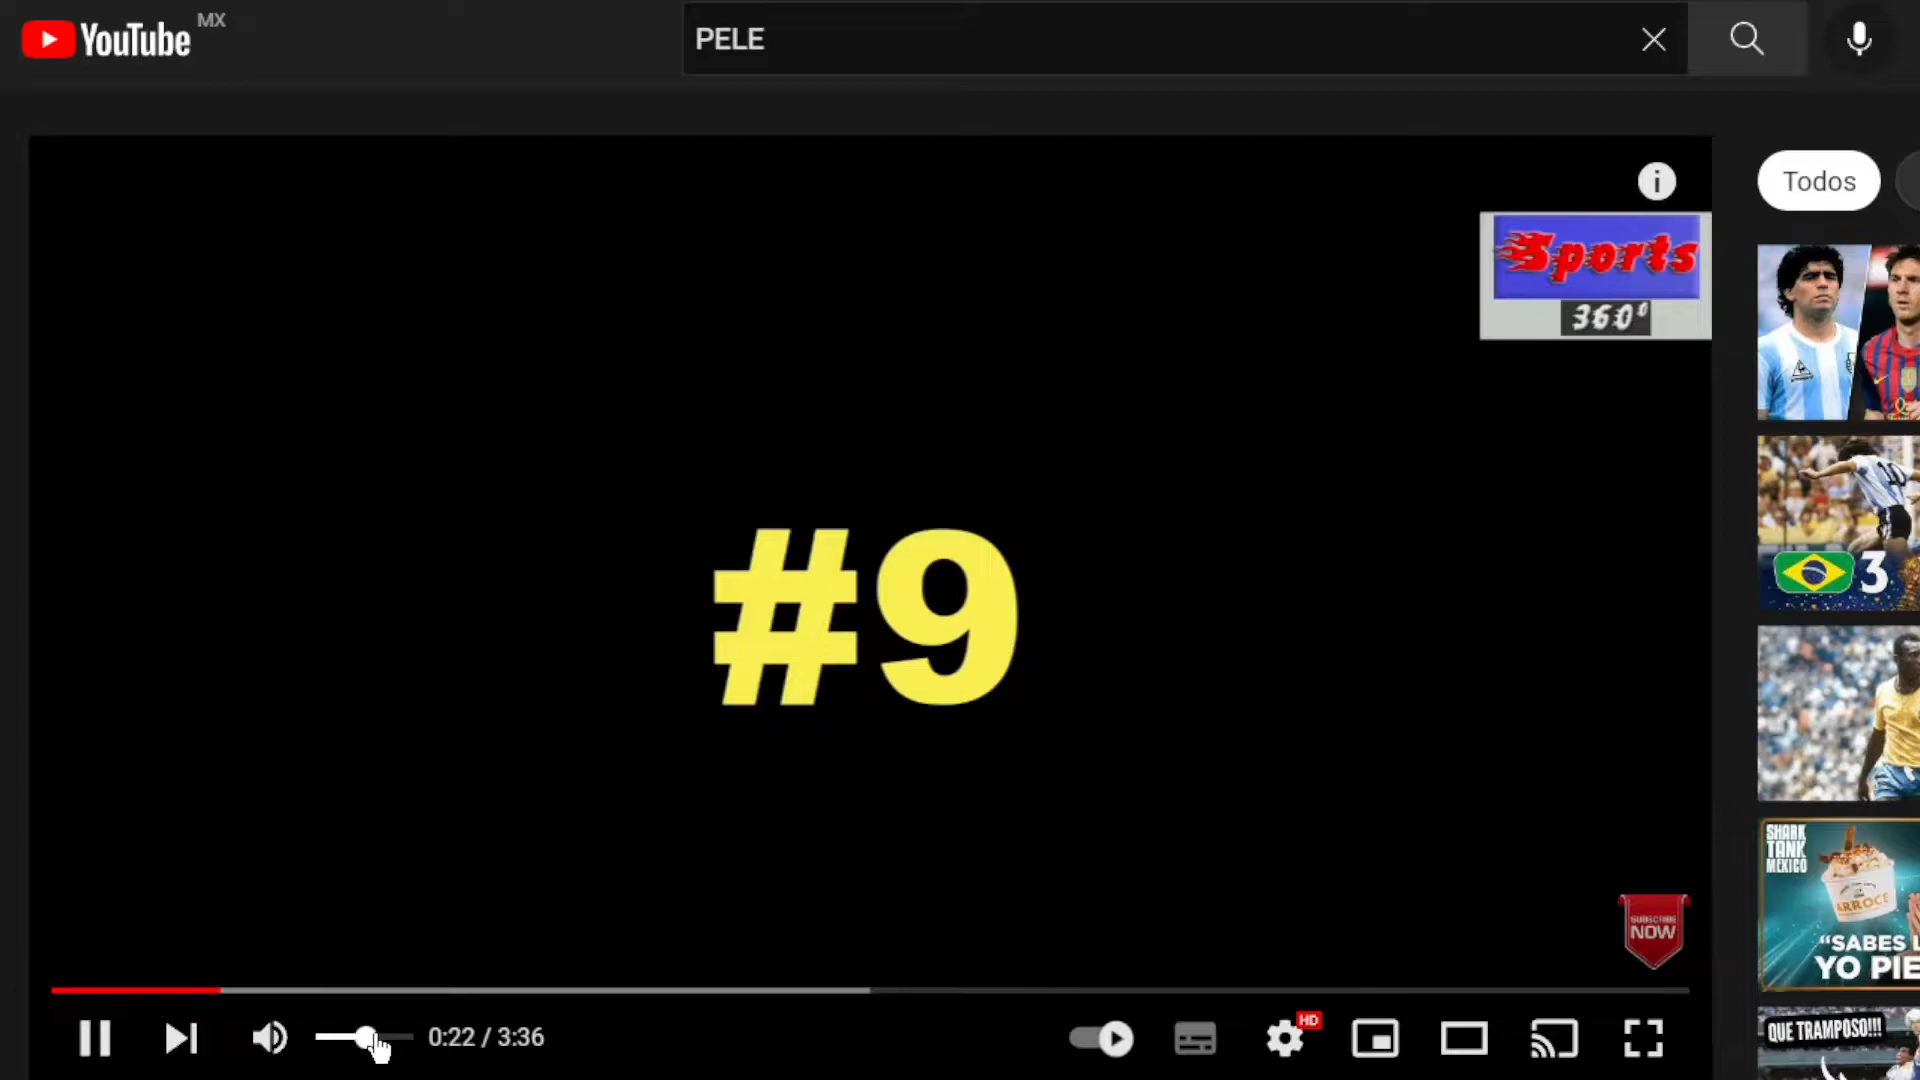 YouTube MX
PELE
Todos
Sports
360°
#9
3
10
SHARK
TANK
MEXICO
ARROCE
"SABES L
YO PIE
SUBSCRIBE
NOW
HD
0:22 / 3:36
QUE TRAMPOSO!!!